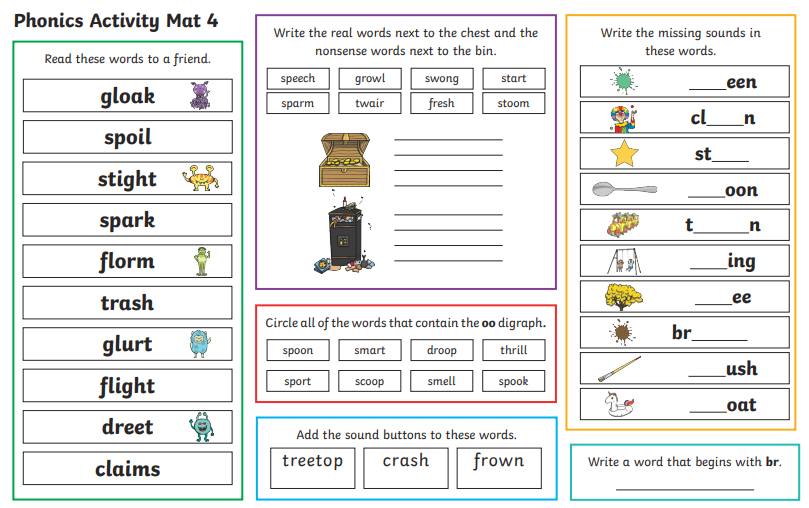 Phonics Activity Mat 4
Read these words to a friend.
gloak
spoil
stight
spark
florm
trash
glurt
flight
dreet
claims
Write the real words next to the chest and the
nonsense words next to the bin.
speech growl swong start
sparm twair fresh stoom
Circle all of the words that contain the oo digraph.
spoon smart droop thrill
sport scoop smell spook
Add the sound buttons to these words.
treetop crash frown
Write the missing sounds in
these words.
____een
cl____n
st____
____oon
t______n
____ing
____ee
br______
____ush
____oat
Write a word that begins with br.